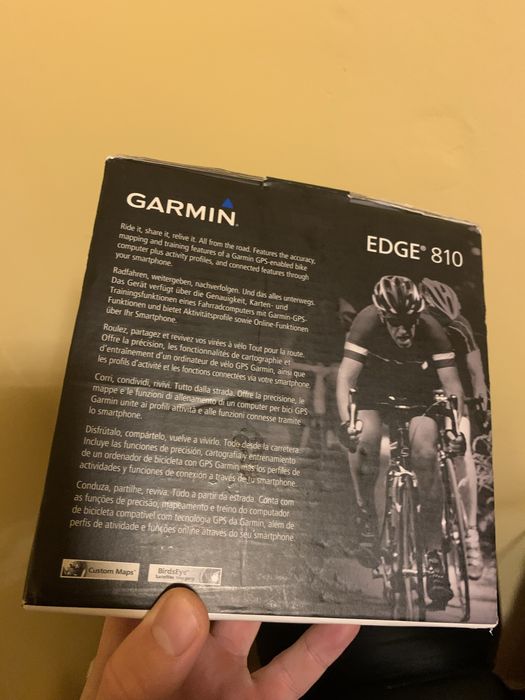 GARMIN
EDGE® 810
Ride it, share it, relive it. All from the road. Features the accuracy,
mapping and training features of a Garmin GPS-enabled bike
computer plus activity profiles, and connected features through
your smartphone.
Radfahren, weitergeben, nachverfolgen. Und das alles unterwegs.
Das Gerät verfügt über die Genauigkeit, Karten- und
Trainingsfunktionen eines Fahrradcomputers mit Garmin-GPS-
Funktionen und bietet Aktivitätsprofile sowie Online-Funktionen
über Ihr Smartphone.
Roulez, partagez et revivez vos virées à vélo Tout pour la route.
Offre la précision, les fonctionnalités de cartographie et
d'entraînement d'un ordinateur de vélo GPS Garmin, ainsi que
les profils d'activité et les fonctions connectées via votre smartphone.
Corri, condividi, rivivi. Tutto dalla strada. Offre la precisione, le
mappe e le funzioni di allenamento di un computer per bici GPS
Garmin unite ai profili attività e alle funzioni connesse tramite
lo smartphone.
Disfrútalo, compártelo, vuelve a vivirlo. Todo desde la carretera.
Incluye las funciones de precisión, cartografía y entrenamiento
de un ordenador de bicicleta con GPS Garmin más los perfiles de
actividades y funciones de conexión a través de tu smartphone.
Conduza, partilhe, reviva. Tudo a partir da estrada. Conta com
as funções de precisão, mapeamento e treino do computador
de bicicleta compatível com tecnologia GPS da Garmin, além de
perfis de atividade e funções online através do seu smartphone.
Custom Maps™
BirdsEye™
Satellite Imagery